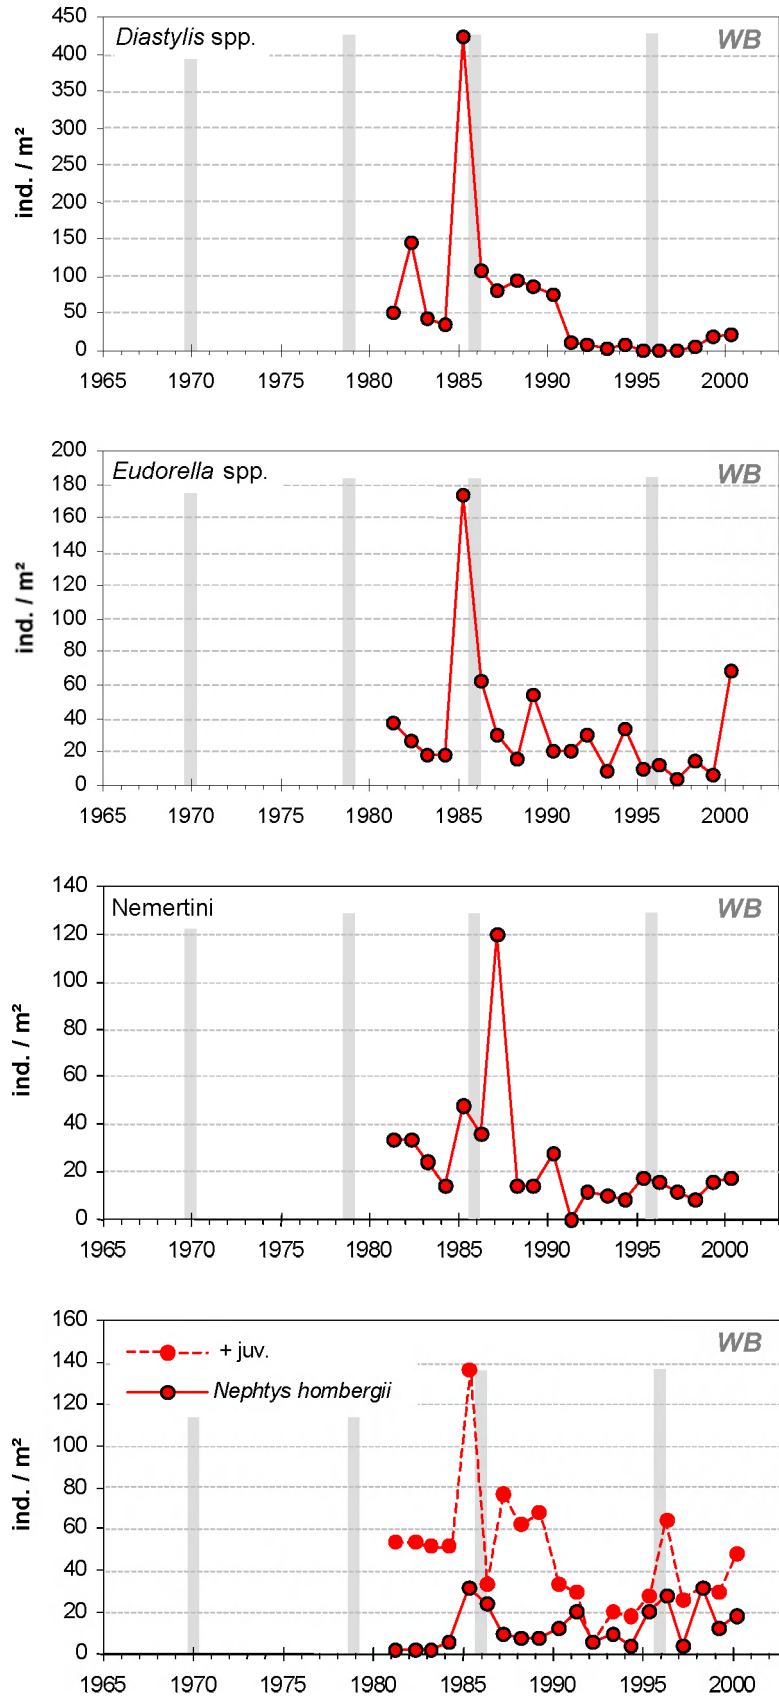 450
400
350
300
250
200
150
100
50
0
ind. / m²
Diastylis spp.
WB
1965 1970 1975 1980 1985 1990 1995 2000
200
180
160
140
120
100
80
60
40
20
0
ind. / m²
Eudorella spp.
WB
1965 1970 1975 1980 1985 1990 1995 2000
140
120
100
80
60
40
20
0
ind. / m²
Nemertini
WB
1965 1970 1975 1980 1985 1990 1995 2000
160
140
120
100
80
60
40
20
0
ind. / m²
+ juv.
Nephtys hombergii
WB
1965 1970 1975 1980 1985 1990 1995 2000